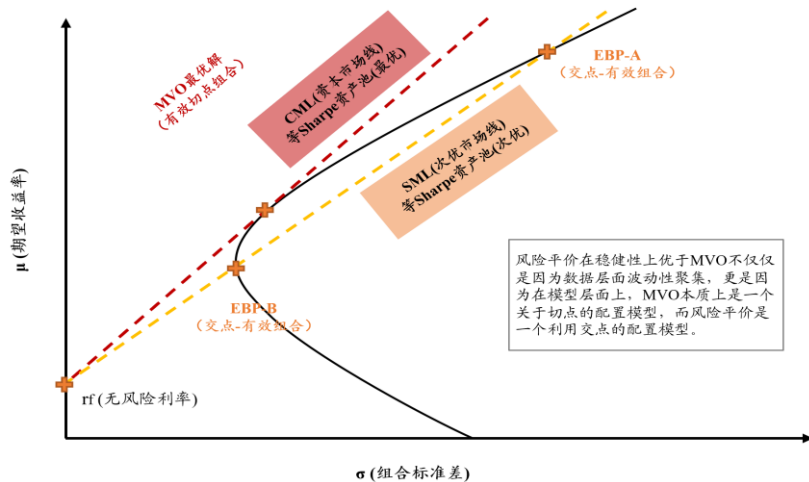 MVO最优解
(有效切点组合)
CML(资本市场线)
等Sharpe资产池(最优)
EBP-A
（交点-有效组合）
SML(次优市场线)
等Sharpe资产池(次优)
μ (期望收益率)
EBP-B
（交点-有效组合）
风险平价在稳健性上优于MVO不仅仅
是因为数据层面波动性聚集，更是因
为在模型层面上，MVO本质上是一个
关于切点的配置模型，而风险平价是
一个利用交点的配置模型。
rf (无风险利率)
σ (组合标准差)